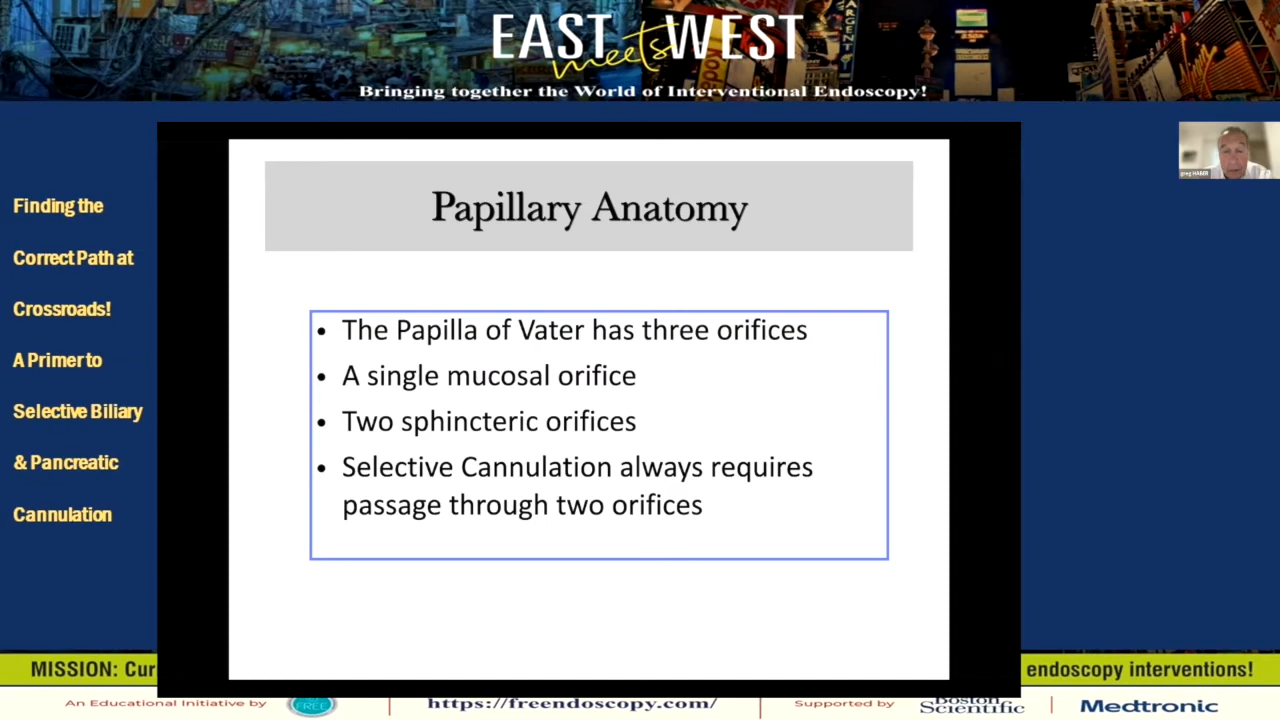 EAST meets WEST
Bringing together the World of Interventional Endoscopy!
greg HABER
Finding the
Correct Path at
Crossroads!
A Primer to
Selective Biliary
& Pancreatic
Cannulation
Papillary Anatomy
• The Papilla of Vater has three orifices
• A single mucosal orifice
• Two sphincteric orifices
• Selective Cannulation always requires
passage through two orifices
MISSION: Cur
endoscopy interventions!
An Educational Initiative by
FREE
https://freendoscopy.com/
Supported by
Boston
Scientific
Medtronic